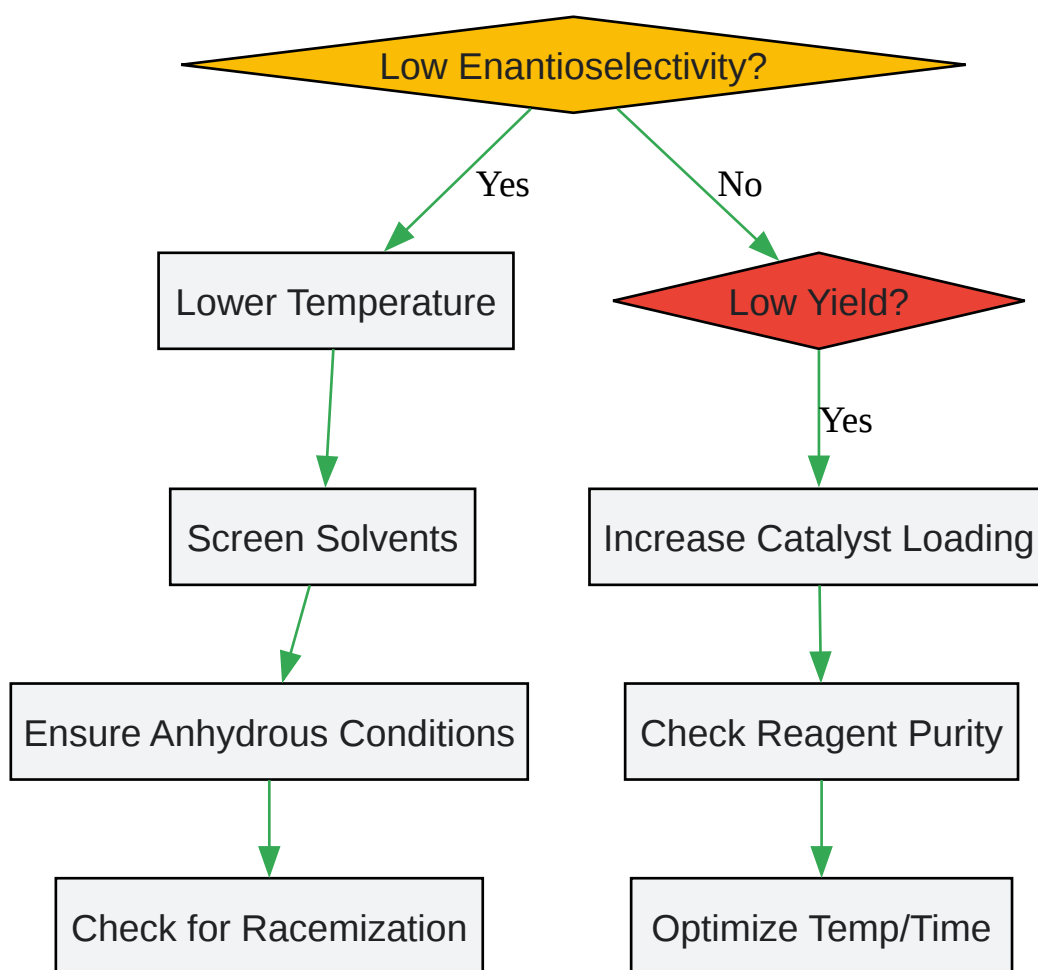 Low Enantioselectivity?
Yes
No
Lower Temperature
Low Yield?
Yes
Screen Solvents
Increase Catalyst Loading
Ensure Anhydrous Conditions
Check Reagent Purity
Check for Racemization
Optimize Temp/Time